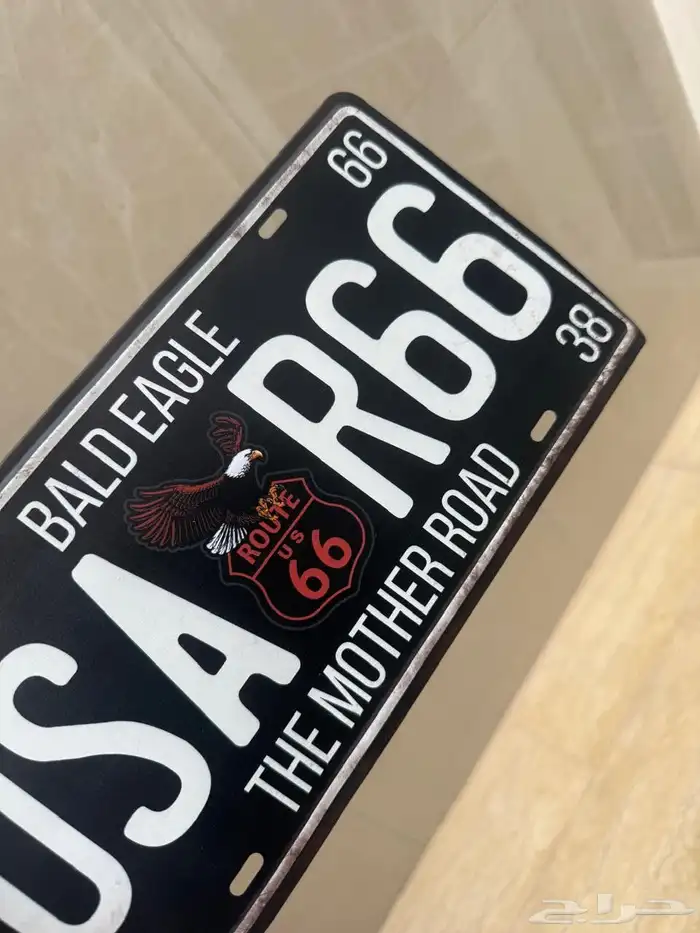 BALD EAGLE
66
USA
R66
ROUTE
US
66
THE MOTHER ROAD
38
حراج